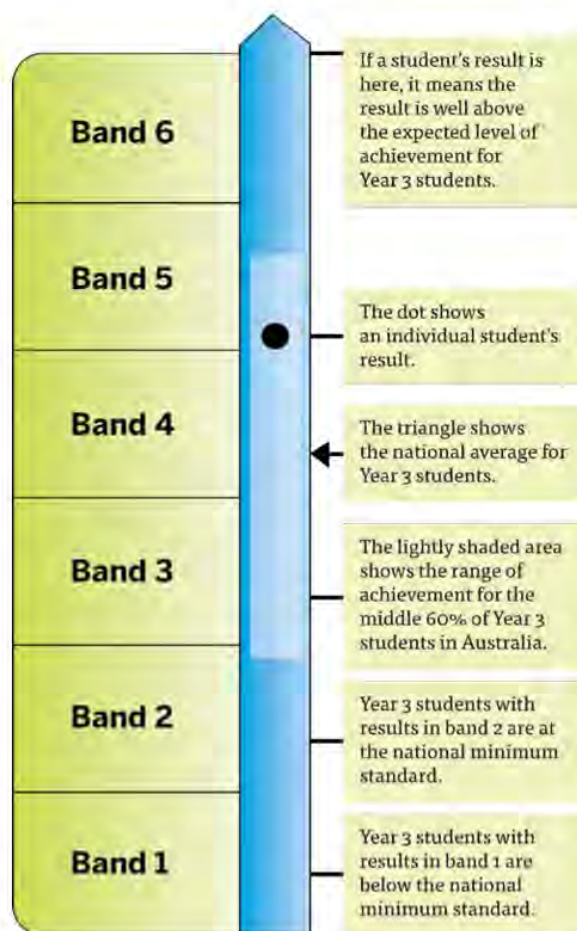 If a student's result is
here, it means the
result is well above
the expected level of
achievement for
Year 3 students.
Band 6
Band 5
The dot shows
an individual student's
result.
Band 4
The triangle shows
the national average for
Year 3 students.
Band 3
The lightly shaded area
shows the range of
achievement for the
middle 60% of Year 3
students in Australia.
Band 2
Year 3 students with
results in band 2 are at
the national minimum
standard.
Band 1
Year 3 students with
results in band 1 are
below the national
minimum standard.